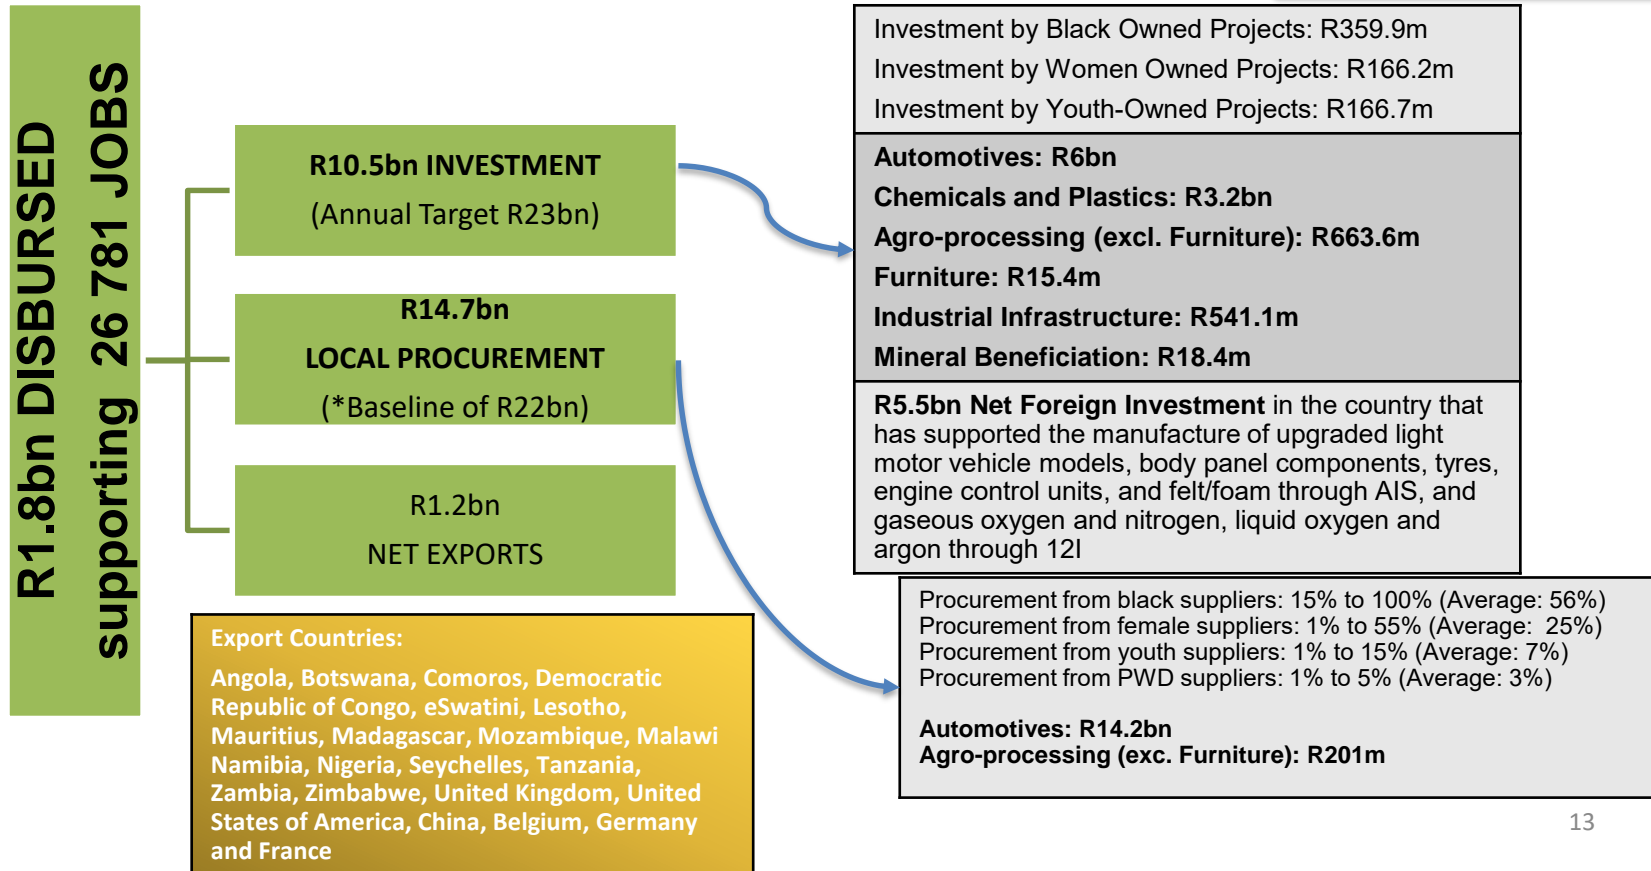 R1.8bn DISBURSED
supporting 26 781 JOBS
R10.5bn INVESTMENT
(Annual Target R23bn)
R14.7bn
LOCAL PROCUREMENT
(*Baseline of R22bn)
R1.2bn
NET EXPORTS
Export Countries:
Angola, Botswana, Comoros, Democratic
Republic of Congo, eSwatini, Lesotho,
Mauritius, Madagascar, Mozambique, Malawi
Namibia, Nigeria, Seychelles, Tanzania,
Zambia, Zimbabwe, United Kingdom, United
States of America, China, Belgium, Germany
and France
Investment by Black Owned Projects: R359.9m
Investment by Women Owned Projects: R166.2m
Investment by Youth-Owned Projects: R166.7m
Automotives: R6bn
Chemicals and Plastics: R3.2bn
Agro-processing (excl. Furniture): R663.6m
Furniture: R15.4m
Industrial Infrastructure: R541.1m
Mineral Beneficiation: R18.4m
R5.5bn Net Foreign Investment in the country that
has supported the manufacture of upgraded light
motor vehicle models, body panel components, tyres,
engine control units, and felt/foam through AIS, and
gaseous oxygen and nitrogen, liquid oxygen and
argon through 12I
Procurement from black suppliers: 15% to 100% (Average: 56%)
Procurement from female suppliers: 1% to 55% (Average: 25%)
Procurement from youth suppliers: 1% to 15% (Average: 7%)
Procurement from PWD suppliers: 1% to 5% (Average: 3%)
Automotives: R14.2bn
Agro-processing (exc. Furniture): R201m
13